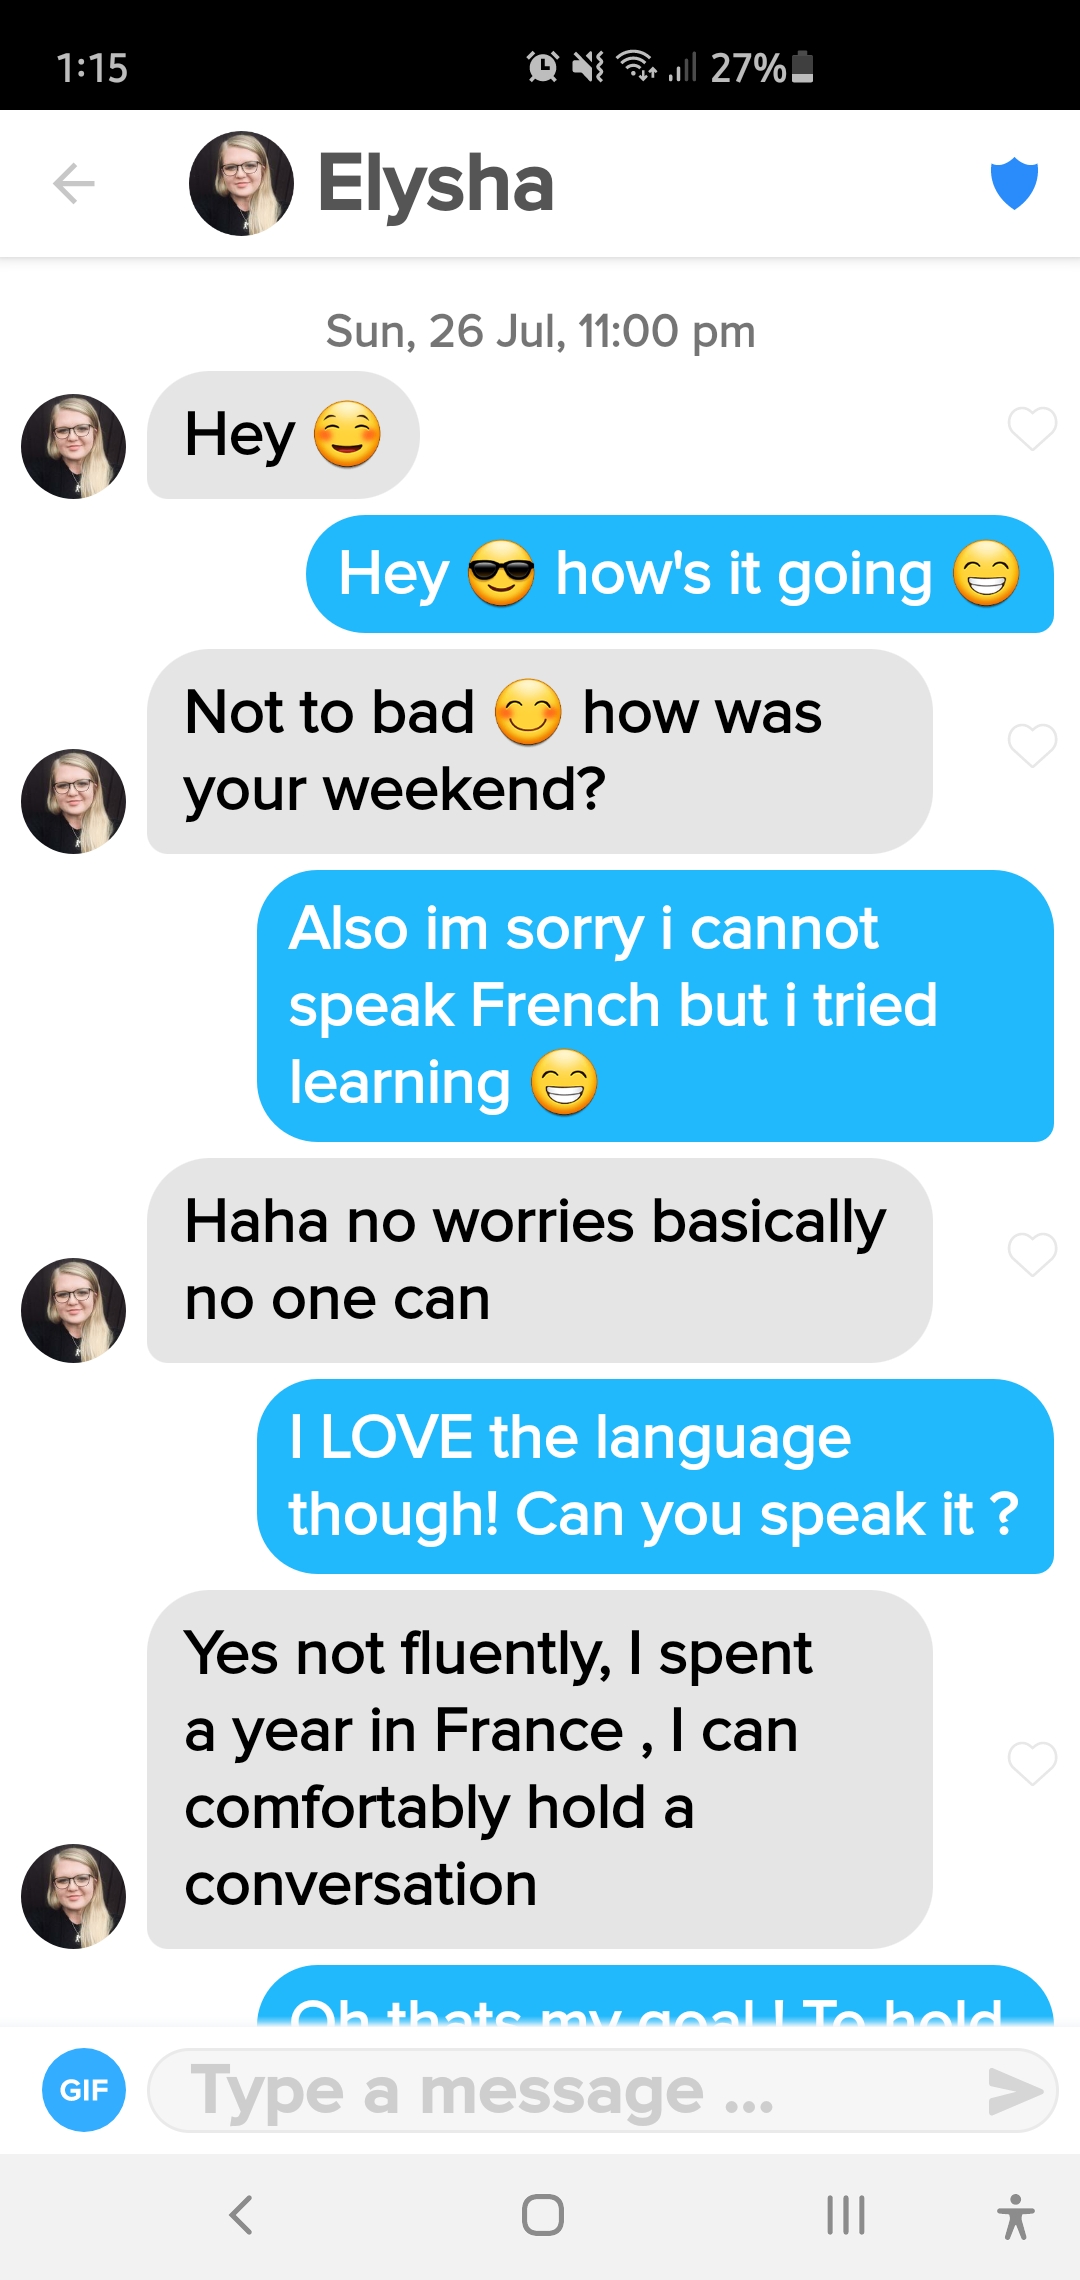 1:15
27%
Elysha
Sun, 26 Jul, 11:00 pm
Hey 😊
Hey 😎 how's it going 😁
Not to bad 😊 how was
your weekend?
Also im sorry i cannot
speak French but i tried
learning 😁
Haha no worries basically
no one can
I LOVE the language
though! Can you speak it ?
Yes not fluently, I spent
a year in France , I can
comfortably hold a
conversation
Oh thats my goal ! To hold
GIF
Type a message ...